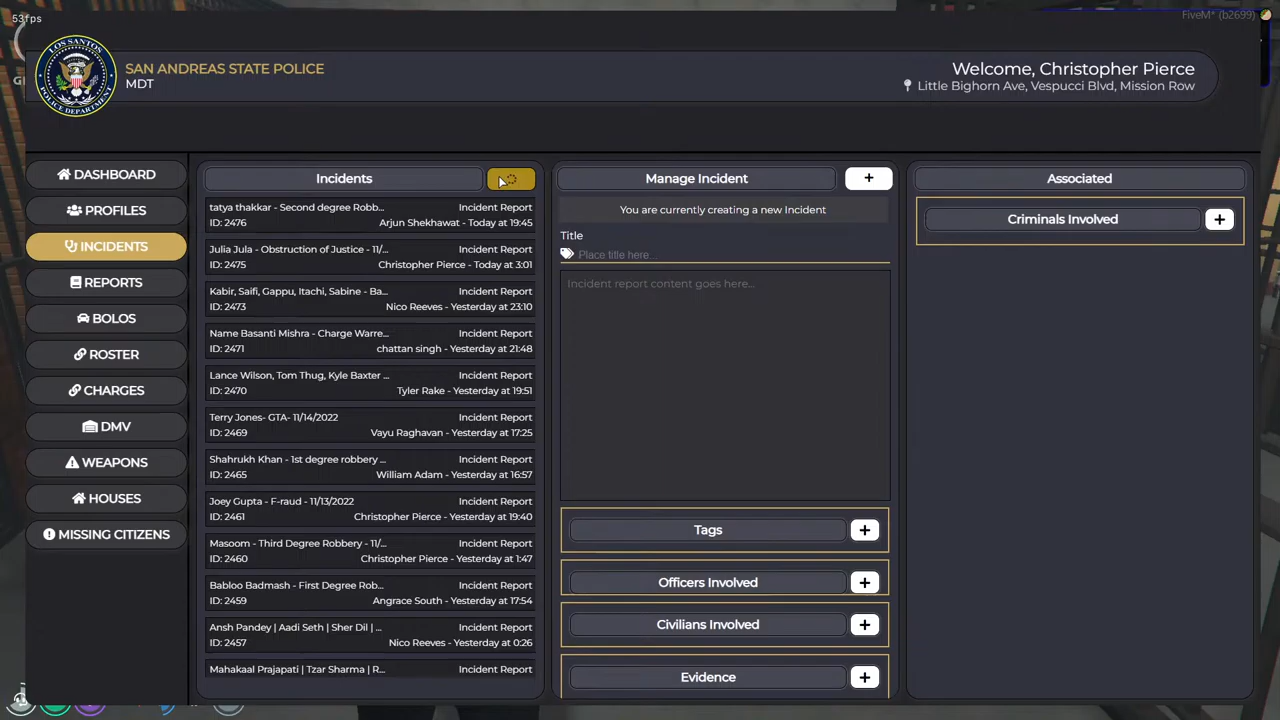 53fps
FiveM* (b2699)
LOS SANTOS
POLICE DEPARTMENT
SAN ANDREAS STATE POLICE
MDT
Welcome, Christopher Pierce
Little Bighorn Ave, Vespucci Blvd, Mission Row
DASHBOARD
PROFILES
INCIDENTS
REPORTS
BOLOS
ROSTER
CHARGES
DMV
WEAPONS
HOUSES
MISSING CITIZENS
Incidents
tatya thakkar - Second degree Robb... Incident Report
ID: 2476 Arjun Shekhawat - Today at 19:45
Julia Jula - Obstruction of Justice - 11/... Incident Report
ID: 2475 Christopher Pierce - Today at 3:01
Kabir, Saifi, Gappu, Itachi, Sabine - Ba... Incident Report
ID: 2473 Nico Reeves - Yesterday at 23:10
Name Basanti Mishra - Charge Warre... Incident Report
ID: 2471 chattan singh - Yesterday at 21:48
Lance Wilson, Tom Thug, Kyle Baxter ... Incident Report
ID: 2470 Tyler Rake - Yesterday at 19:51
Terry Jones- GTA- 11/14/2022 Incident Report
ID: 2469 Vayu Raghavan - Yesterday at 17:25
Shahrukh Khan - 1st degree robbery ... Incident Report
ID: 2465 William Adam - Yesterday at 16:57
Joey Gupta - F-raud - 11/13/2022 Incident Report
ID: 2461 Christopher Pierce - Yesterday at 19:40
Masoom - Third Degree Robbery - 11/... Incident Report
ID: 2460 Christopher Pierce - Yesterday at 1:47
Babloo Badmash - First Degree Rob... Incident Report
ID: 2459 Angrace South - Yesterday at 17:54
Ansh Pandey | Aadi Seth | Sher Dil | ... Incident Report
ID: 2457 Nico Reeves - Yesterday at 0:26
Mahakaal Prajapati | Tzar Sharma | R... Incident Report
Manage Incident
+
You are currently creating a new Incident
Title
Place title here...
Incident report content goes here...
Tags +
Officers Involved +
Civilians Involved +
Evidence +
Associated
Criminals Involved +